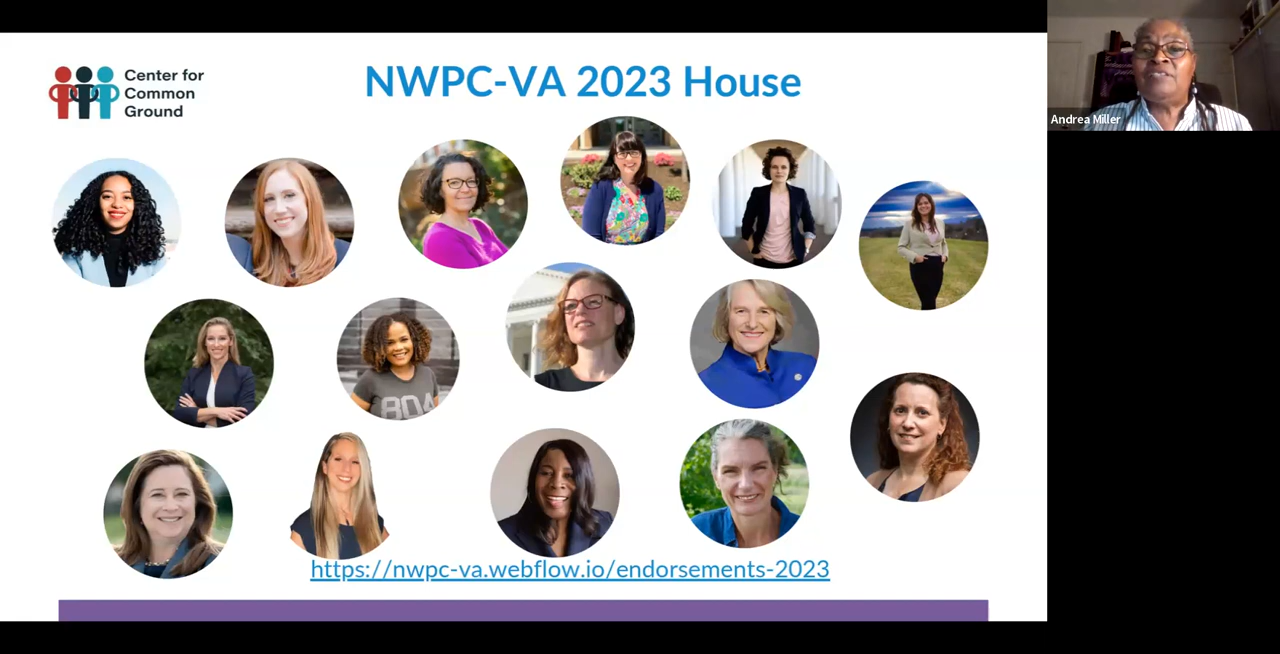 Center for
Common
Ground
NWPC-VA 2023 House
Andrea Miller
804
https://nwpc-va.webflow.io/endorsements-2023